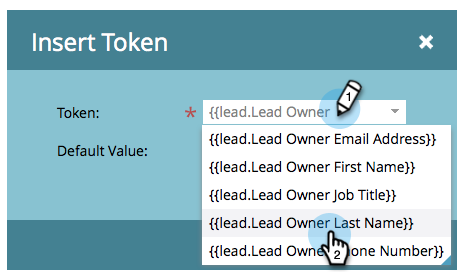 Insert Token
Token: * {{lead.Lead Owner
1
Default Value:
{{lead.Lead Owner Email Address}}
{{lead.Lead Owner First Name}}
{{lead.Lead Owner Job Title}}
{{lead.Lead Owner Last Name}}
{{lead.Lead Owne one Number}}
2